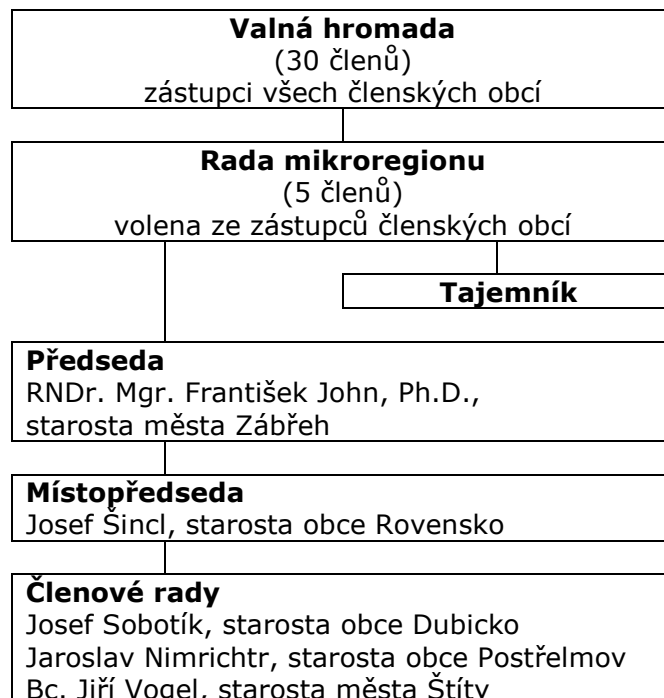 Valná hromada
(30 členů)
zástupci všech členských obcí
Rada mikroregionu
(5 členů)
volena ze zástupců členských obcí
Tajemník
Předseda
RNDr. Mgr. František John, Ph.D.,
starosta města Zábřeh
Místopředseda
Josef Šincl, starosta obce Rovensko
Členové rady
Josef Sobotík, starosta obce Dubicko
Jaroslav Nimrichtr, starosta obce Postřelmov
Bc. Jiří Vogel, starosta města Štíty